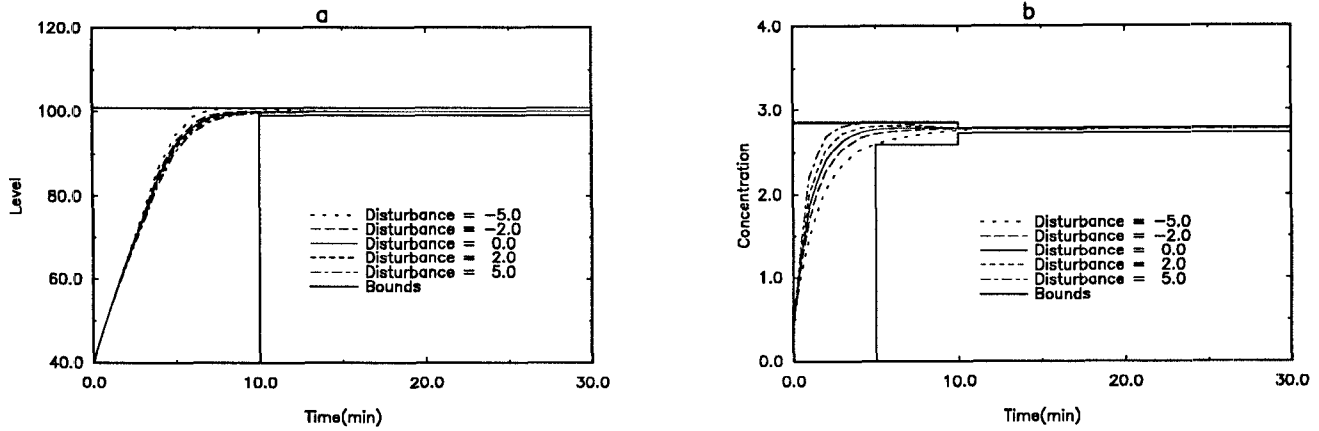 a
120.0
100.0
80.0
60.0
40.0
Level
Disturbance = -5.0
Disturbance = -2.0
Disturbance = 0.0
Disturbance = 2.0
Disturbance = 5.0
Bounds
0.0 10.0 20.0 30.0
Time(min)
b
4.0
3.0
2.0
1.0
0.0
Concentration
Disturbance = -5.0
Disturbance = -2.0
Disturbance = 0.0
Disturbance = 2.0
Disturbance = 5.0
Bounds
0.0 10.0 20.0 30.0
Time(min)